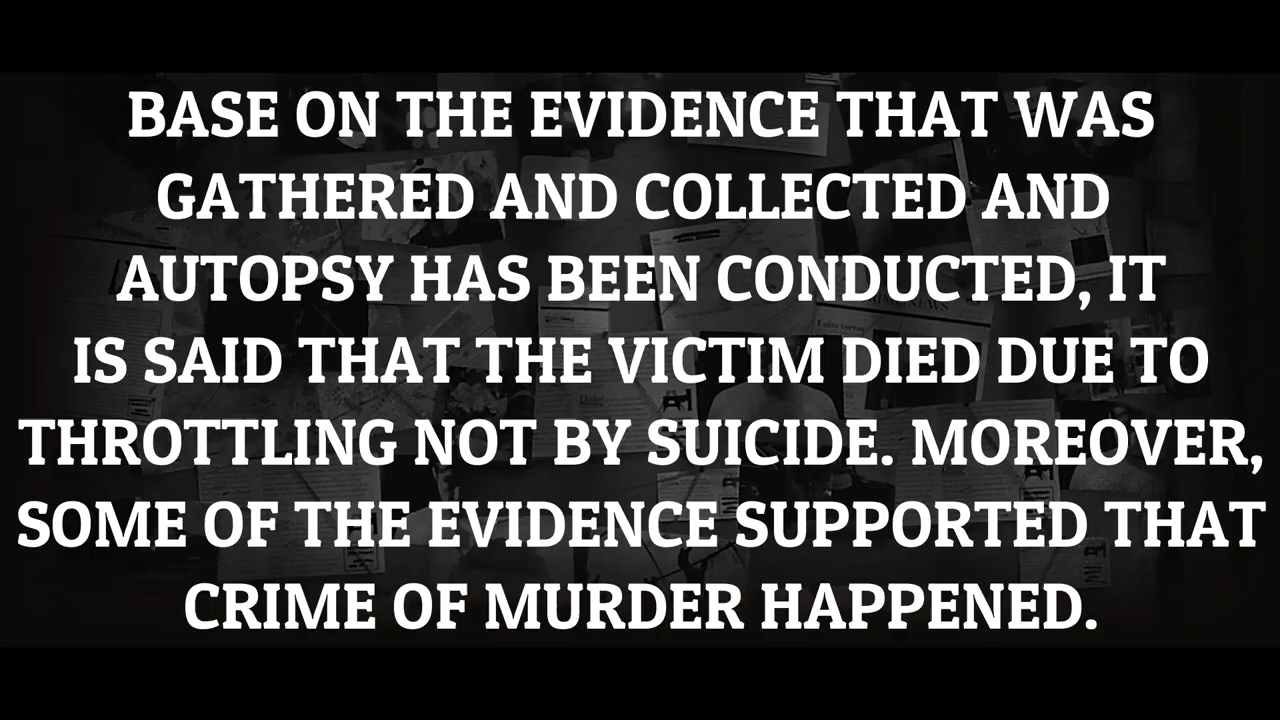 BASE ON THE EVIDENCE THAT WAS
GATHERED AND COLLECTED AND
AUTOPSY HAS BEEN CONDUCTED, IT
IS SAID THAT THE VICTIM DIED DUE TO
THROTTLING NOT BY SUICIDE. MOREOVER,
SOME OF THE EVIDENCE SUPPORTED THAT
CRIME OF MURDER HAPPENED.